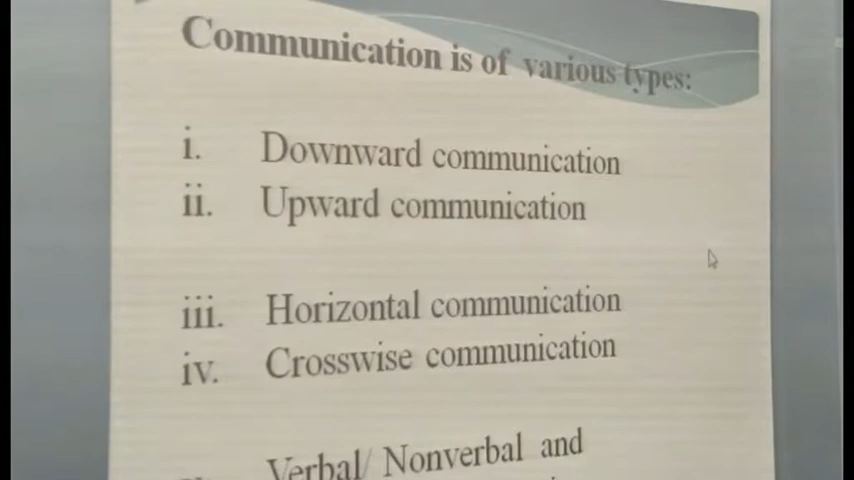 Communication is of various types:
i. Downward communication
ii. Upward communication
iii. Horizontal communication
iv. Crosswise communication
Verbal/ Nonverbal and